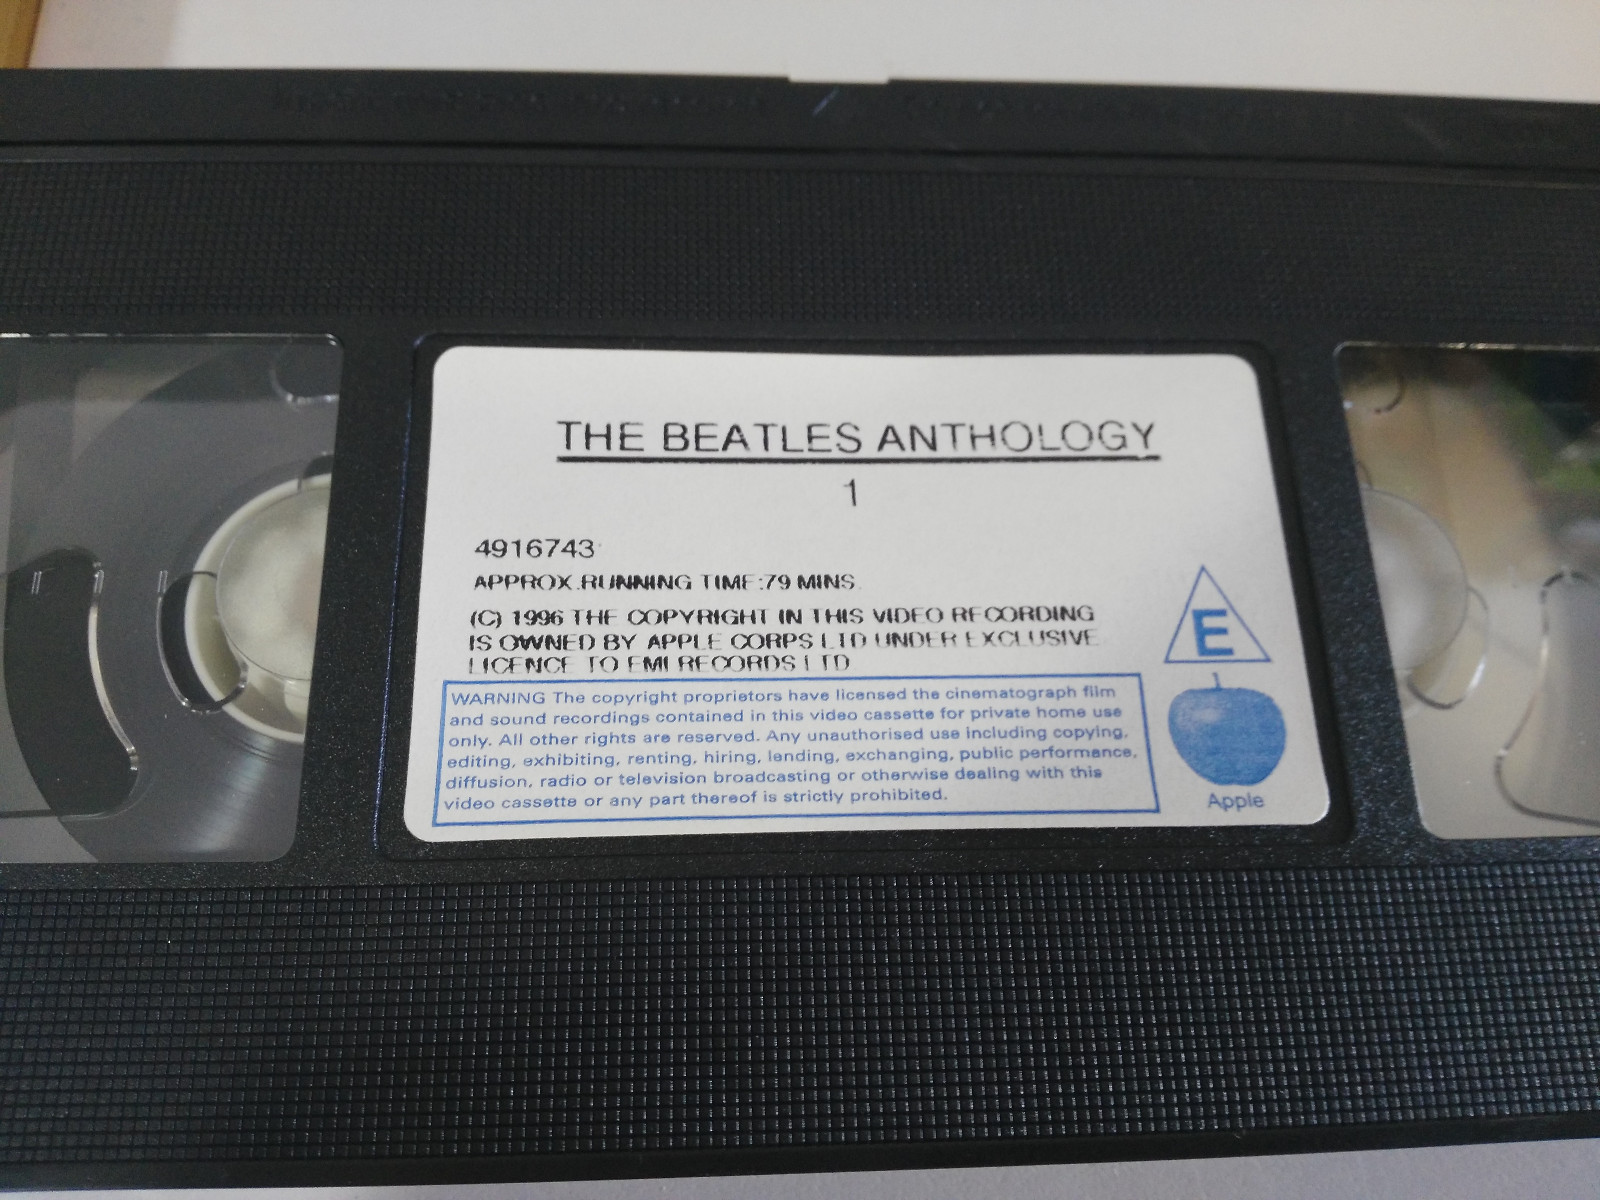 THE BEATLES ANTHOLOGY
1
4916743
APPROX.RUNNING TIME:79 MINS.
(C) 1996 THE COPYRIGHT IN THIS VIDEO RECORDING
IS OWNED BY APPLE CORPS LTD UNDER EXCLUSIVE
LICENCE TO EMI RECORDS LTD
E
WARNING The copyright proprietors have licensed the cinematograph film
and sound recordings contained in this video cassette for private home use
only. All other rights are reserved. Any unauthorised use including copying,
editing, exhibiting, renting, hiring, lending, exchanging, public performance,
diffusion, radio or television broadcasting or otherwise dealing with this
video cassette or any part thereof is strictly prohibited.
Apple